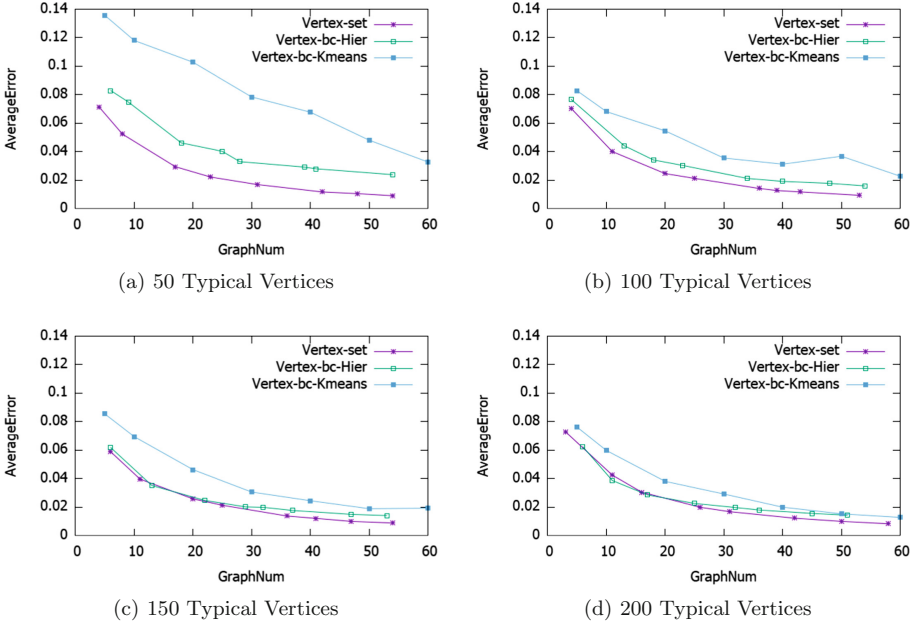 0.14
0.12
0.1
0.08
0.06
0.04
0.02
0
AverageError
Vertex-set
Vertex-bc-Hier
Vertex-bc-Kmeans
0 10 20 30 40 50 60
GraphNum
(a) 50 Typical Vertices
0.14
0.12
0.1
0.08
0.06
0.04
0.02
0
AverageError
Vertex-set
Vertex-bc-Hier
Vertex-bc-Kmeans
0 10 20 30 40 50 60
GraphNum
(b) 100 Typical Vertices
0.14
0.12
0.1
0.08
0.06
0.04
0.02
0
AverageError
Vertex-set
Vertex-bc-Hier
Vertex-bc-Kmeans
0 10 20 30 40 50 60
GraphNum
(c) 150 Typical Vertices
0.14
0.12
0.1
0.08
0.06
0.04
0.02
0
AverageError
Vertex-set
Vertex-bc-Hier
Vertex-bc-Kmeans
0 10 20 30 40 50 60
GraphNum
(d) 200 Typical Vertices